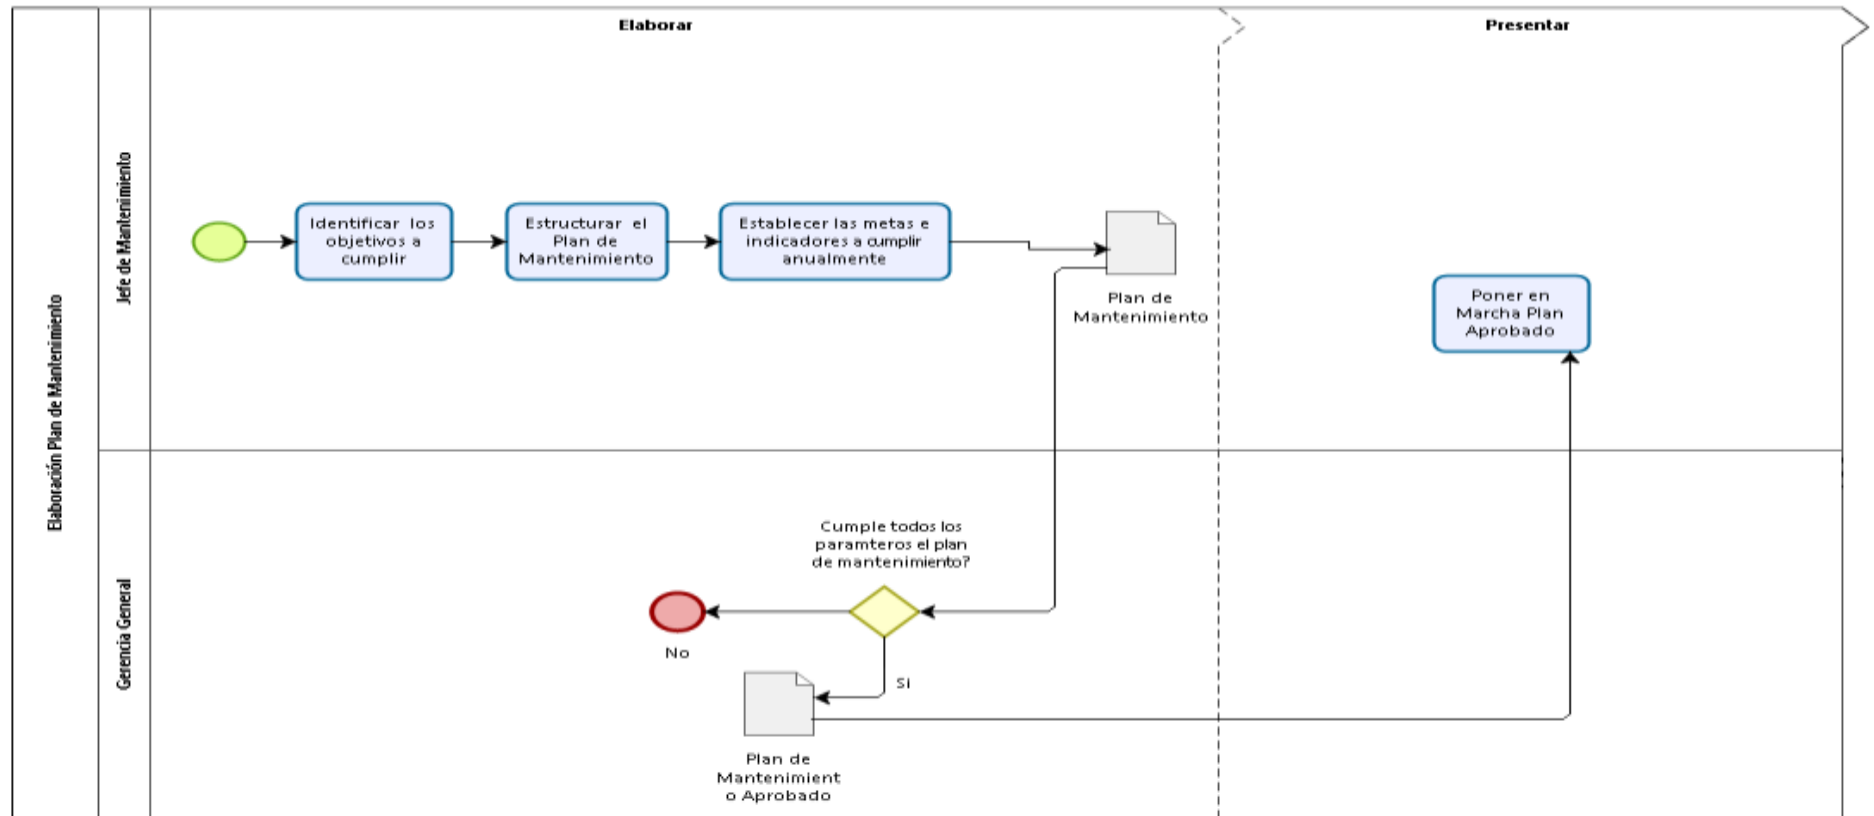 Elaborar
Presentar
Elaboración Plan de Mantenimiento
Jefe de Mantenimiento
Identificar los
objetivos a
cumplir
Estructurar el
Plan de
Mantenimiento
Establecer las metas e
indicadores a cumplir
anualmente
Plan de
Mantenimiento
Poner en
Marcha Plan
Aprobado
Gerencia General
Cumple todos los
paramteros el plan
de mantenimiento?
No
Si
Plan de
Mantenimient
o Aprobado